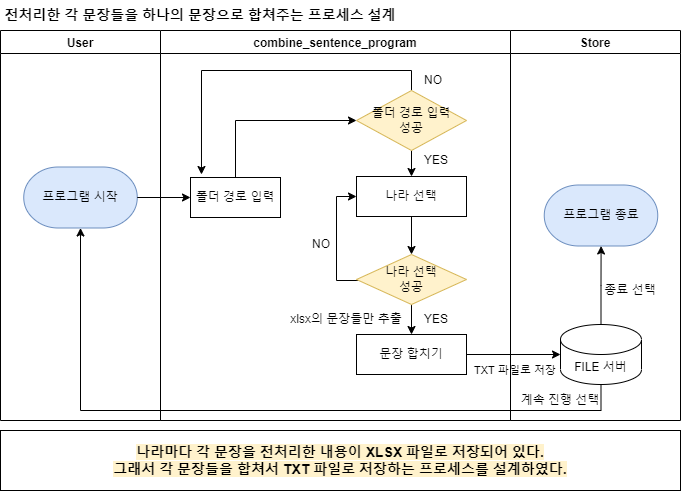 전처리한 각 문장들을 하나의 문장으로 합쳐주는 프로세스 설계
User
combine_sentence_program
Store
NO
폴더 경로 입력
성공
YES
프로그램 시작
폴더 경로 입력
나라 선택
프로그램 종료
NO
나라 선택
성공
종료 선택
xlsx의 문장들만 추출
YES
문장 합치기
TXT 파일로 저장
FILE 서버
계속 진행 선택
나라마다 각 문장을 전처리한 내용이 XLSX 파일로 저장되어 있다.
그래서 각 문장들을 합쳐서 TXT 파일로 저장하는 프로세스를 설계하였다.